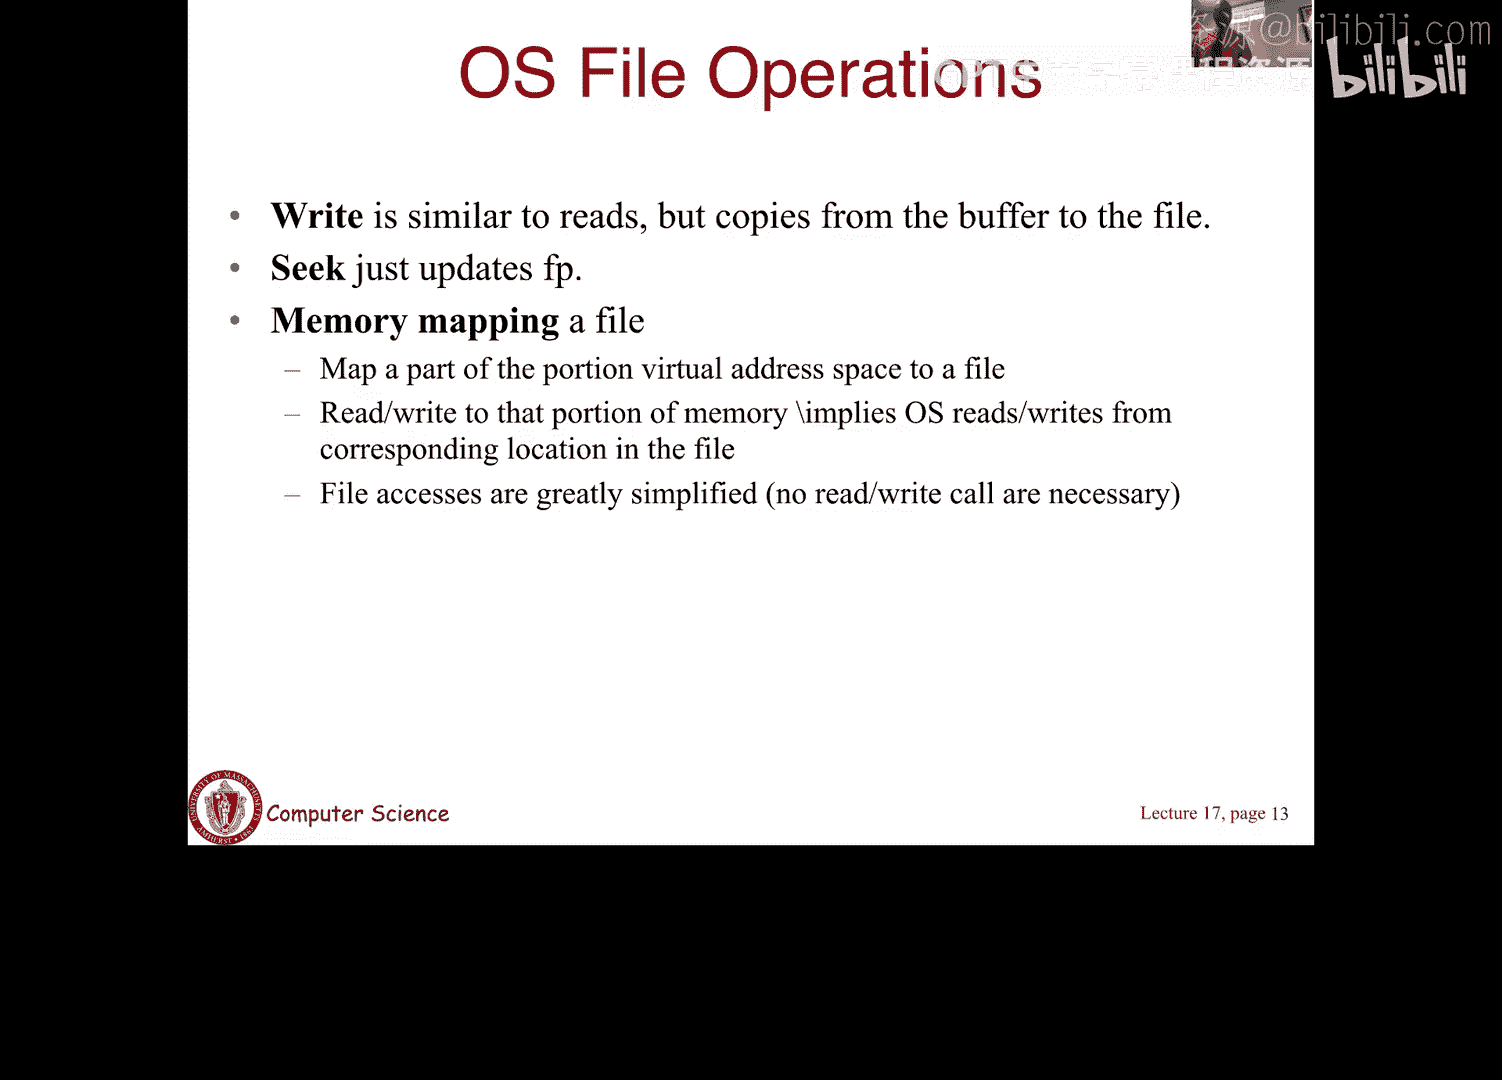 OS File Operations
@bilibili.com
bilibili
• Write is similar to reads, but copies from the buffer to the file.
• Seek just updates fp.
• Memory mapping a file
– Map a part of the portion virtual address space to a file
– Read/write to that portion of memory \implies OS reads/writes from
corresponding location in the file
– File accesses are greatly simplified (no read/write call are necessary)
Computer Science
Lecture 17, page 13